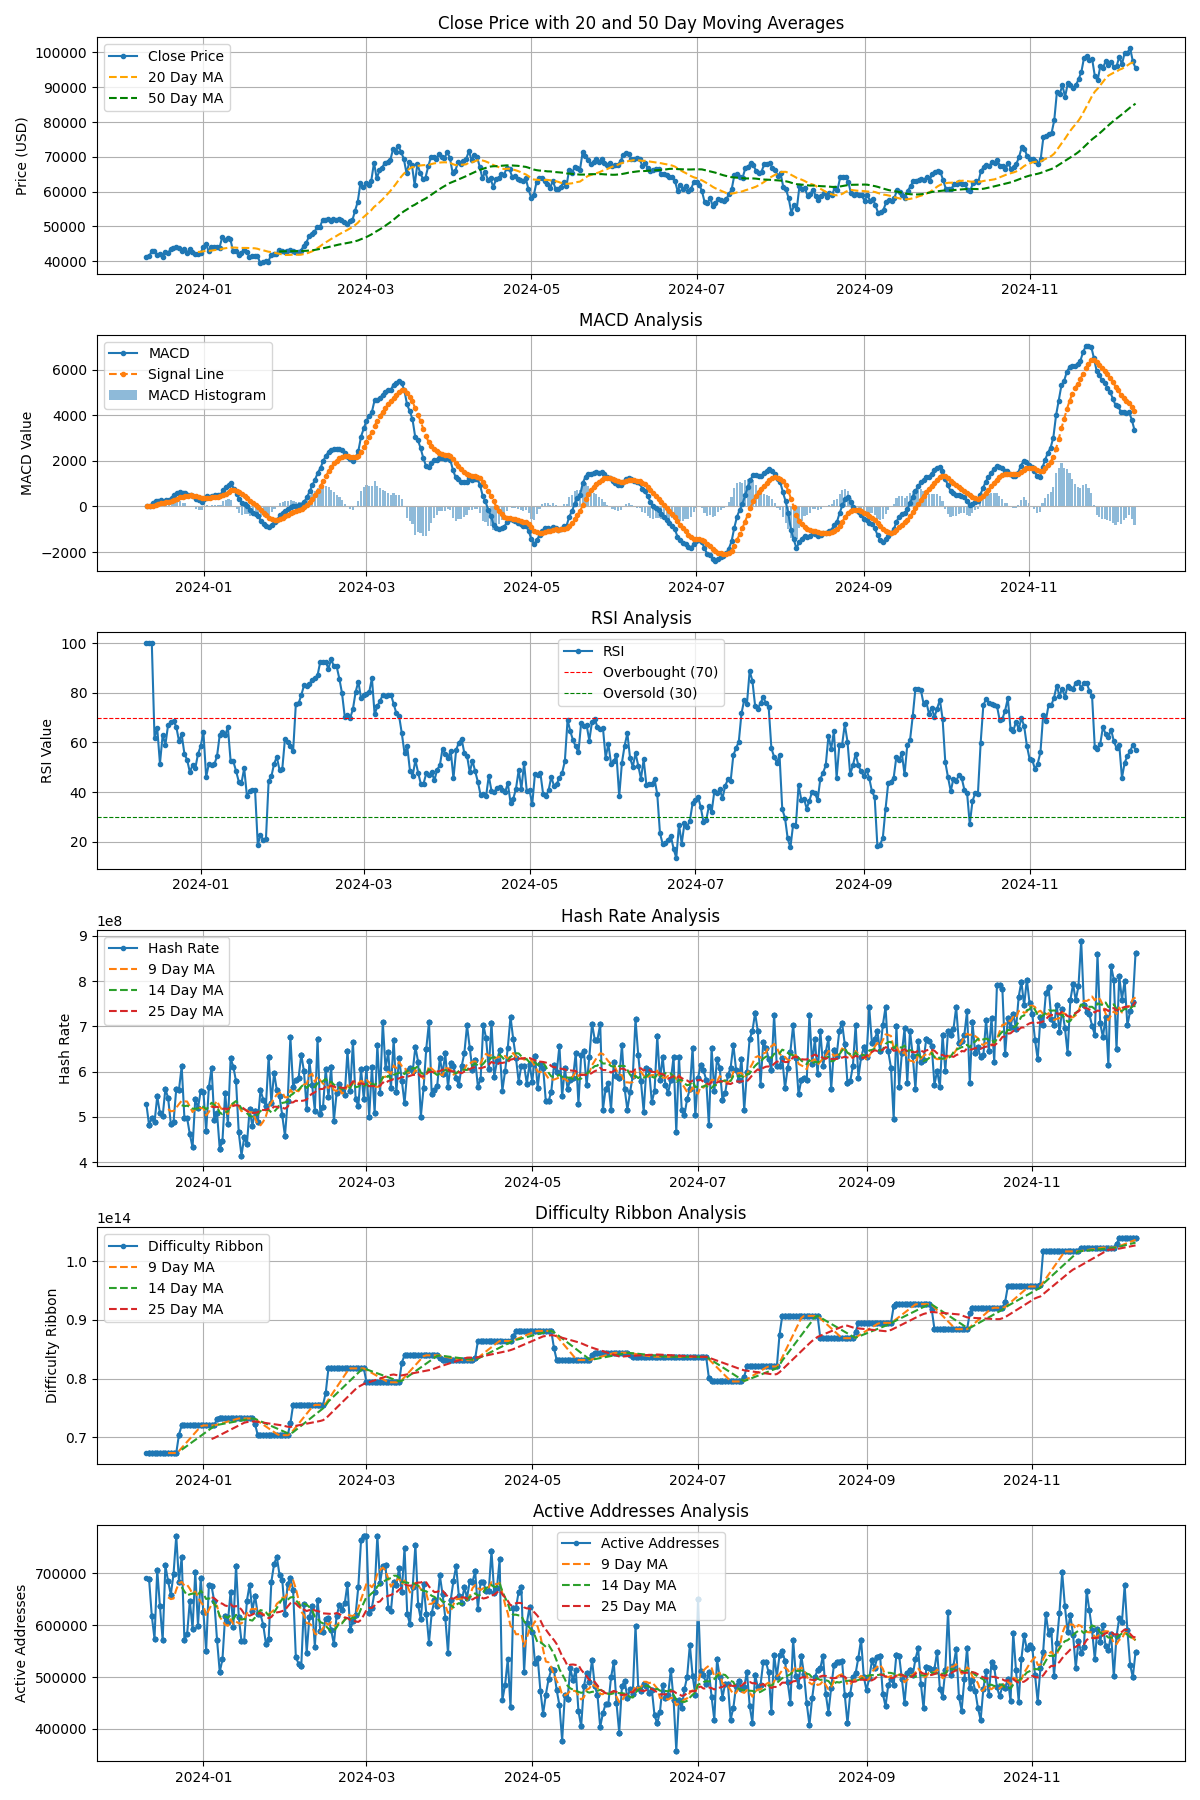 Close Price with 20 and 50 Day Moving Averages
Price (USD)
100000
90000
80000
70000
60000
50000
40000
Close Price
20 Day MA
50 Day MA
2024-01 2024-03 2024-05 2024-07 2024-09 2024-11
MACD Analysis
MACD Value
6000
4000
2000
0
−2000
MACD
Signal Line
MACD Histogram
2024-01 2024-03 2024-05 2024-07 2024-09 2024-11
RSI Analysis
RSI Value
100
80
60
40
20
RSI
Overbought (70)
Oversold (30)
2024-01 2024-03 2024-05 2024-07 2024-09 2024-11
Hash Rate Analysis
1e8
Hash Rate
9
8
7
6
5
4
Hash Rate
9 Day MA
14 Day MA
25 Day MA
2024-01 2024-03 2024-05 2024-07 2024-09 2024-11
Difficulty Ribbon Analysis
1e14
Difficulty Ribbon
1.0
0.9
0.8
0.7
Difficulty Ribbon
9 Day MA
14 Day MA
25 Day MA
2024-01 2024-03 2024-05 2024-07 2024-09 2024-11
Active Addresses Analysis
Active Addresses
700000
600000
500000
400000
Active Addresses
9 Day MA
14 Day MA
25 Day MA
2024-01 2024-03 2024-05 2024-07 2024-09 2024-11